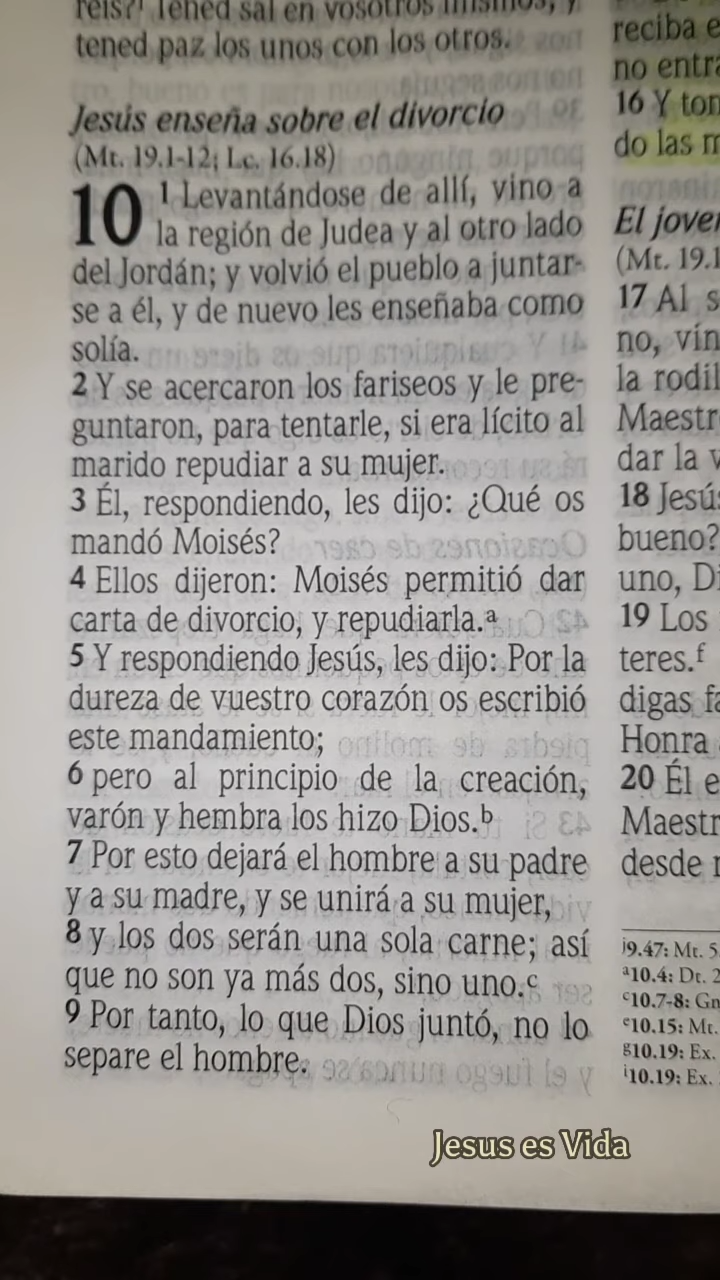 tened paz los unos con los otros.
Jesús enseña sobre el divorcio
(Mt. 19.1-12; Lc. 16.18)
10 1 Levantándose de allí, vino a
la región de Judea y al otro lado
del Jordán; y volvió el pueblo a juntar-
se a él, y de nuevo les enseñaba como
solía.
2 Y se acercaron los fariseos y le pre-
guntaron, para tentarle, si era lícito al
marido repudiar a su mujer.
3 Él, respondiendo, les dijo: ¿Qué os
mandó Moisés?
4 Ellos dijeron: Moisés permitió dar
carta de divorcio, y repudiarla.a
5 Y respondiendo Jesús, les dijo: Por la
dureza de vuestro corazón os escribió
este mandamiento;
6 pero al principio de la creación,
varón y hembra los hizo Dios.b
7 Por esto dejará el hombre a su padre
y a su madre, y se unirá a su mujer,
8 y los dos serán una sola carne; así
que no son ya más dos, sino uno.c
9 Por tanto, lo que Dios juntó, no lo
separe el hombre.
reciba
no
16 Y
do las
El
(Mt.
17 Al
no,
la
dar la
18
bueno?
uno,
19 Los
teres.f
digas
Honra
20 Él
desde
j9.47: Mt.
a10.4: Dt.
c10.7-8: Gn
e10.15: Mt.
g10.19: Ex.
i10.19: Ex.
Jesus es Vida